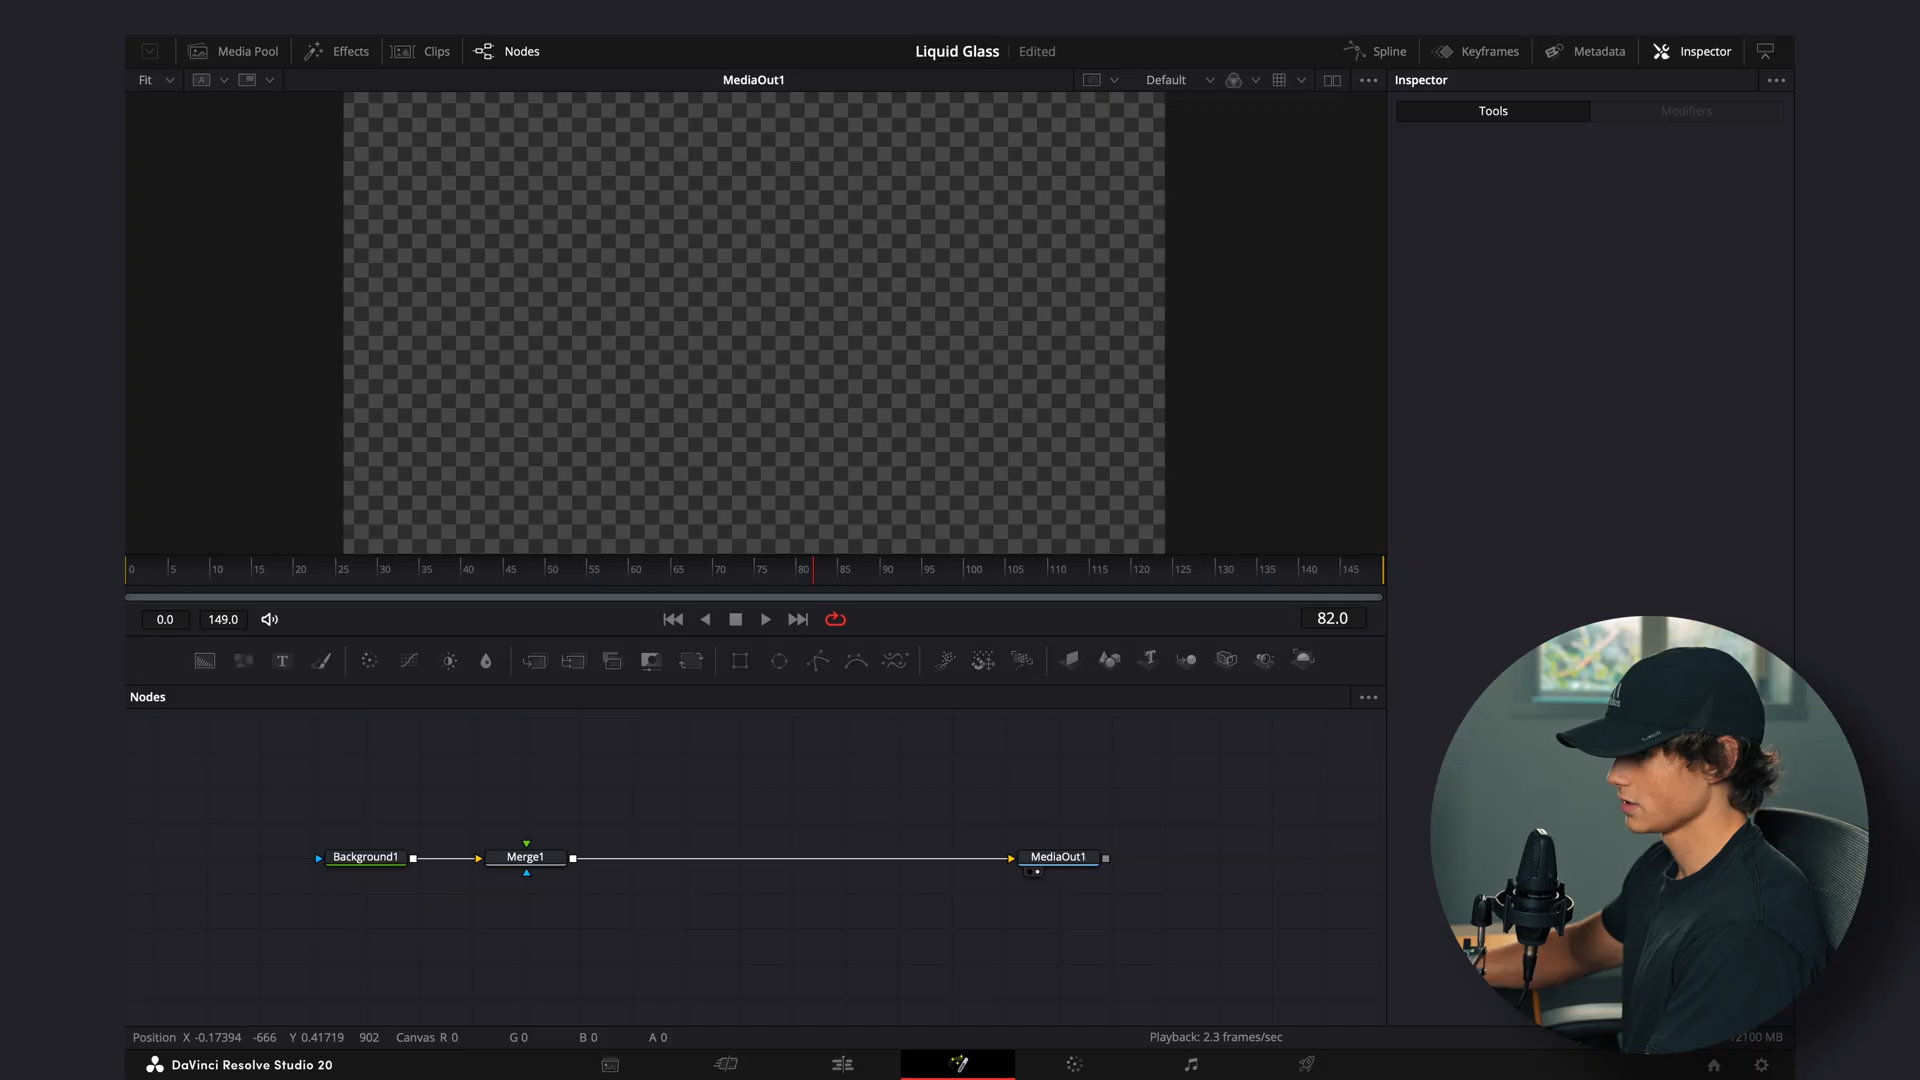 Media Pool
Effects
Clips
Nodes
Liquid Glass
Edited
Spline
Keyframes
Metadata
Inspector
Fit
A
MediaOut1
Default
Inspector
Tools
Modifiers
0 5 10 15 20 25 30 35 40 45 50 55 60 65 70 75 80 85 90 95 100 105 110 115 120 125 130 135 140 145
0.0
149.0
82.0
T
Nodes
Background1
Merge1
MediaOut1
Position X -0.17394 -666 Y 0.41719 902 Canvas R 0 G 0 B 0 A 0
Playback: 2.3 frames/sec
2100 MB
DaVinci Resolve Studio 20